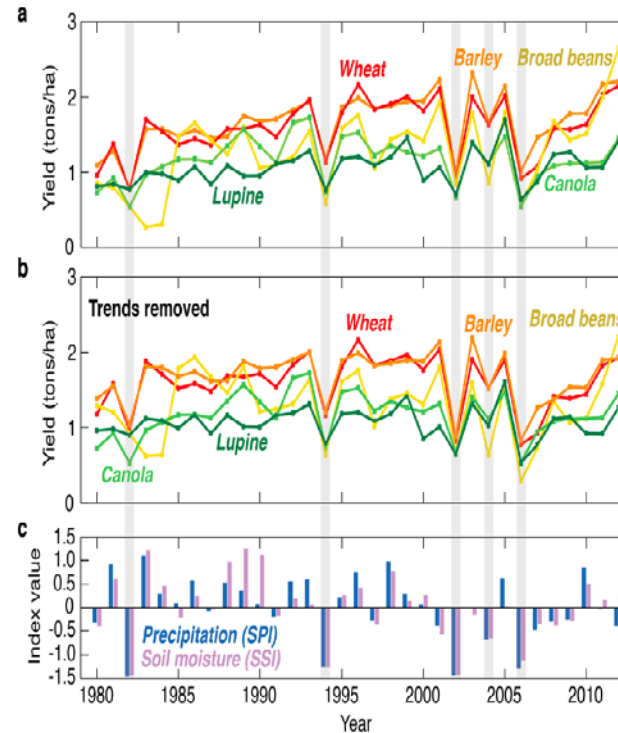 a
3
2
1
0
Yield (tons/ha)
Wheat
Barley
Broad beans
Lupine
Canola
b
3
2
1
0
Yield (tons/ha)
Trends removed
Wheat
Barley
Broad beans
Lupine
Canola
c
1.5
1.0
0.5
0
-0.5
-1.0
-1.5
Index value
Precipitation (SPI)
Soil moisture (SSI)
1980 1985 1990 1995 2000 2005 2010
Year